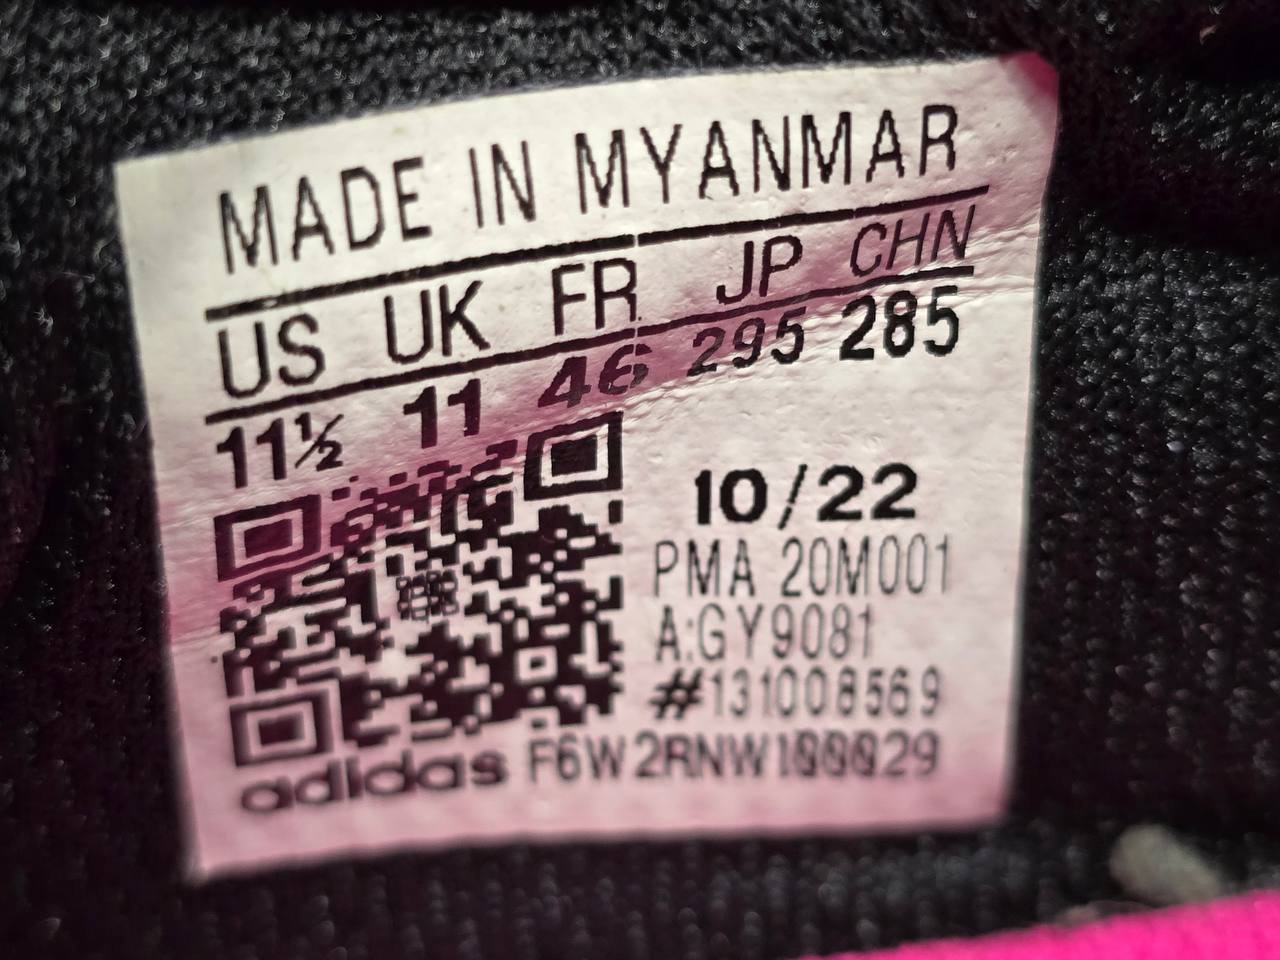 MADE IN MYANMAR
US UK FR JP CHN
11½ 11 46 295 285
10/22
PMA 20M001
A:GY9081
#131008569
adidas F6W2RNW100029